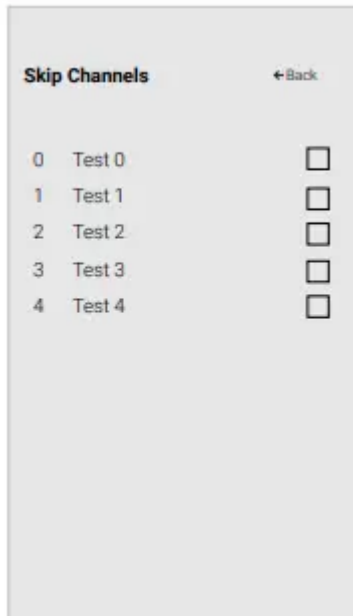 Skip Channels ←Back
0 Test 0
1 Test 1
2 Test 2
3 Test 3
4 Test 4